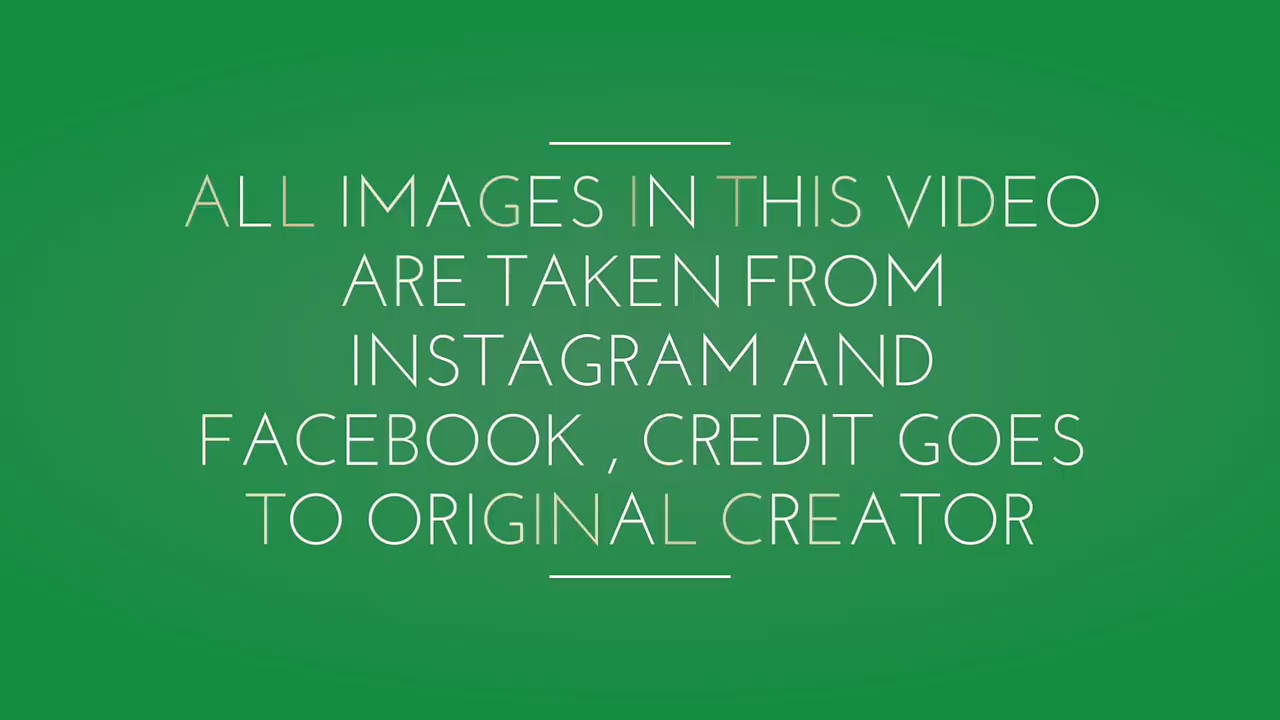 ALL IMAGES IN THIS VIDEO
ARE TAKEN FROM
INSTAGRAM AND
FACEBOOK , CREDIT GOES
TO ORIGINAL CREATOR